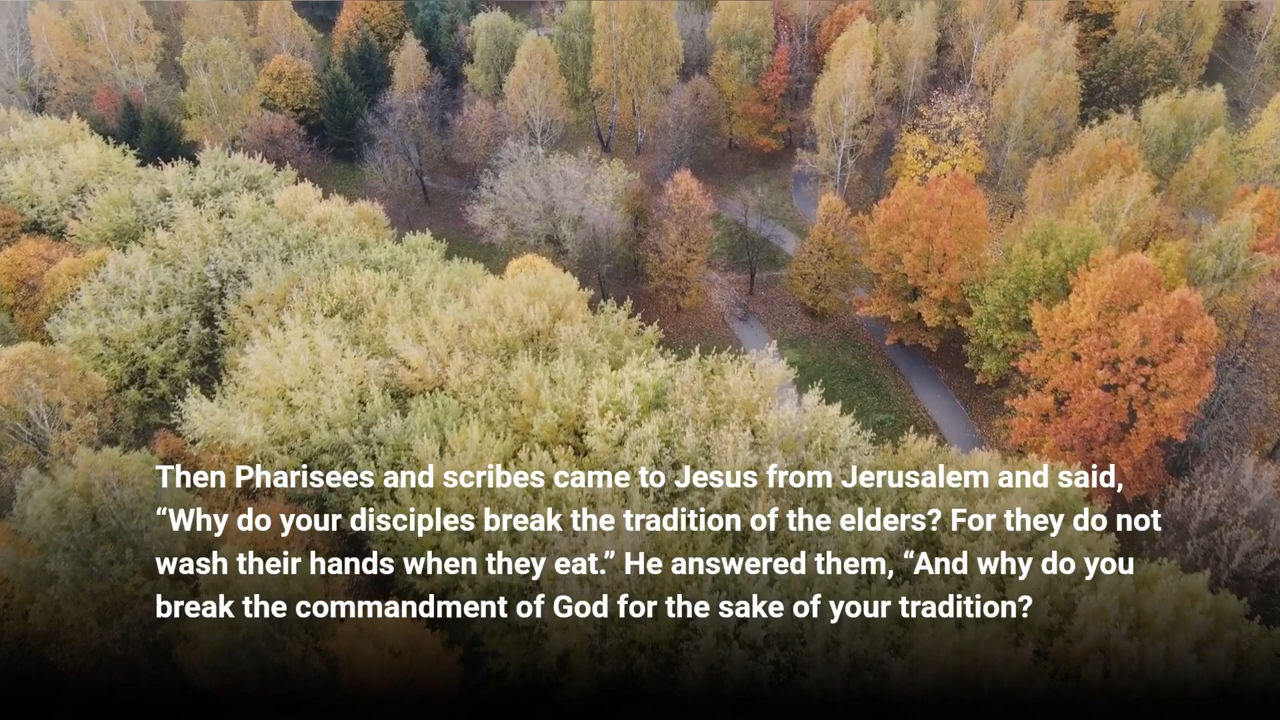 Then Pharisees and scribes came to Jesus from Jerusalem and said,
“Why do your disciples break the tradition of the elders? For they do not
wash their hands when they eat.” He answered them, “And why do you
break the commandment of God for the sake of your tradition?